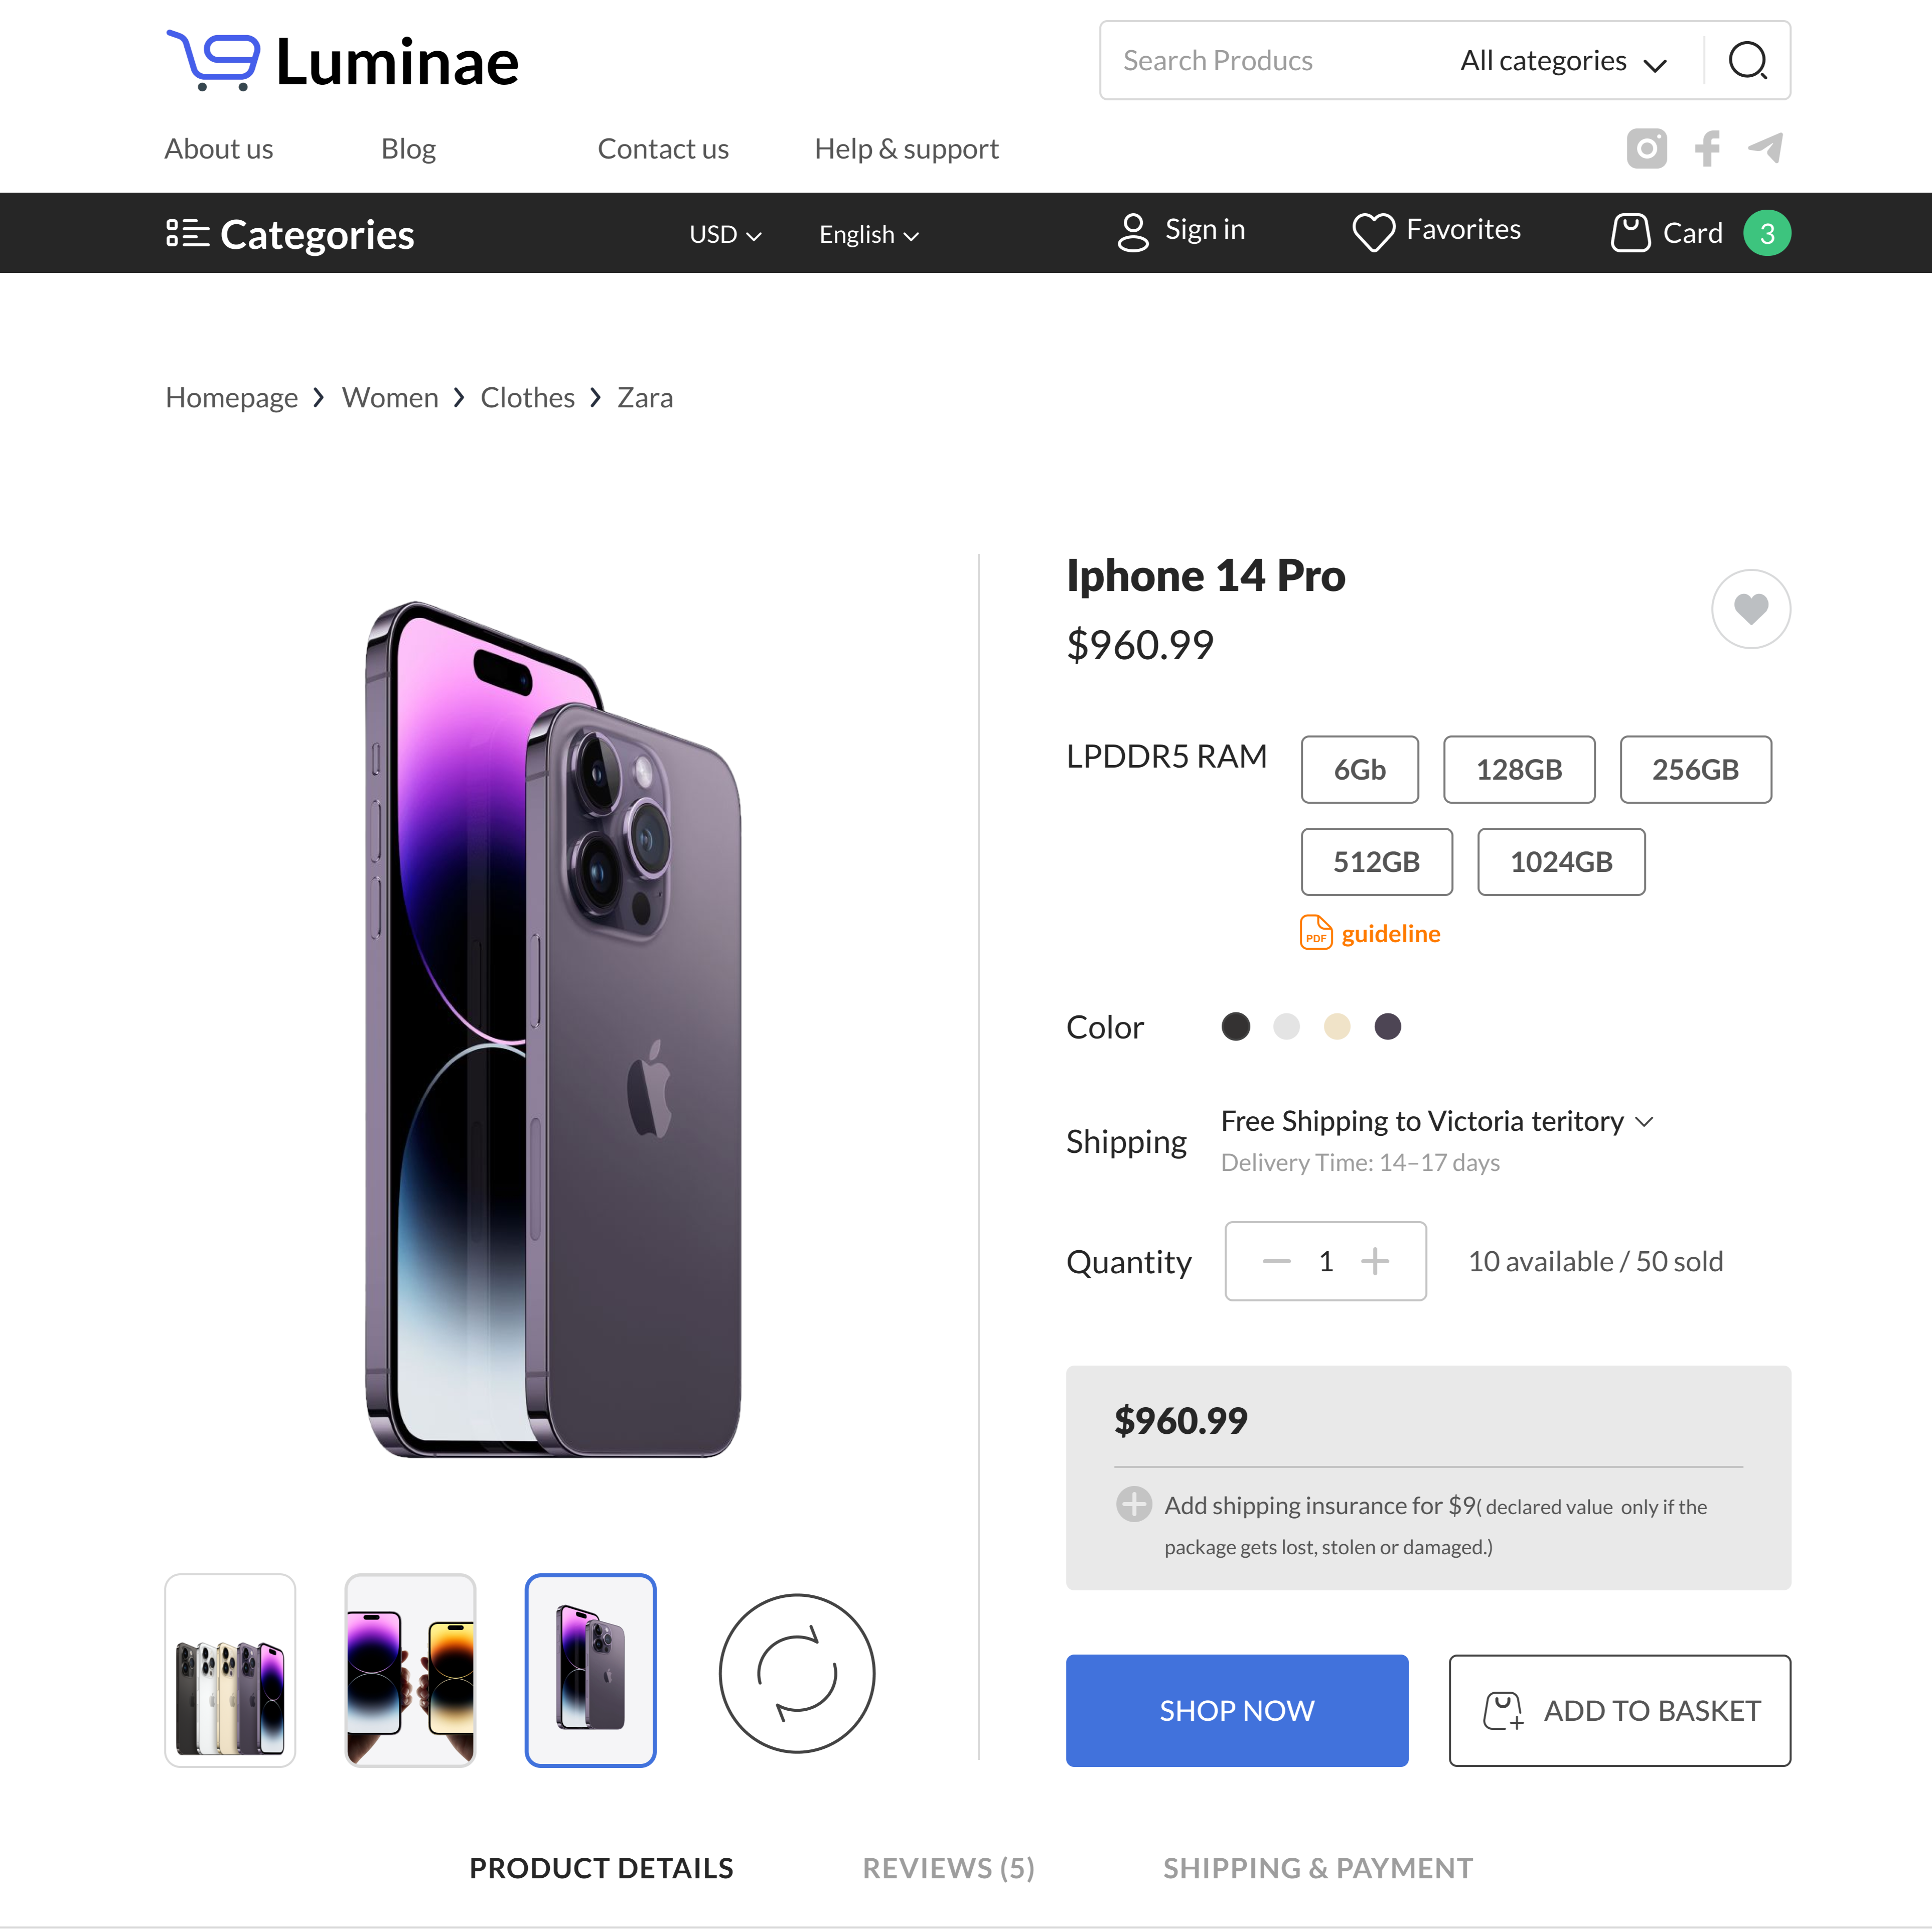 Luminae
Search Producs All categories
About us Blog Contact us Help & support
Categories USD English Sign in Favorites Card 3
Homepage Women Clothes Zara
Iphone 14 Pro
$960.99
LPDDR5 RAM 6Gb 128GB 256GB
512GB 1024GB
PDF guideline
Color
Free Shipping to Victoria teritory
Shipping
Delivery Time: 14–17 days
Quantity 1 10 available / 50 sold
$960.99
Add shipping insurance for $9( declared value only if the
package gets lost, stolen or damaged.)
SHOP NOW ADD TO BASKET
PRODUCT DETAILS REVIEWS (5) SHIPPING & PAYMENT